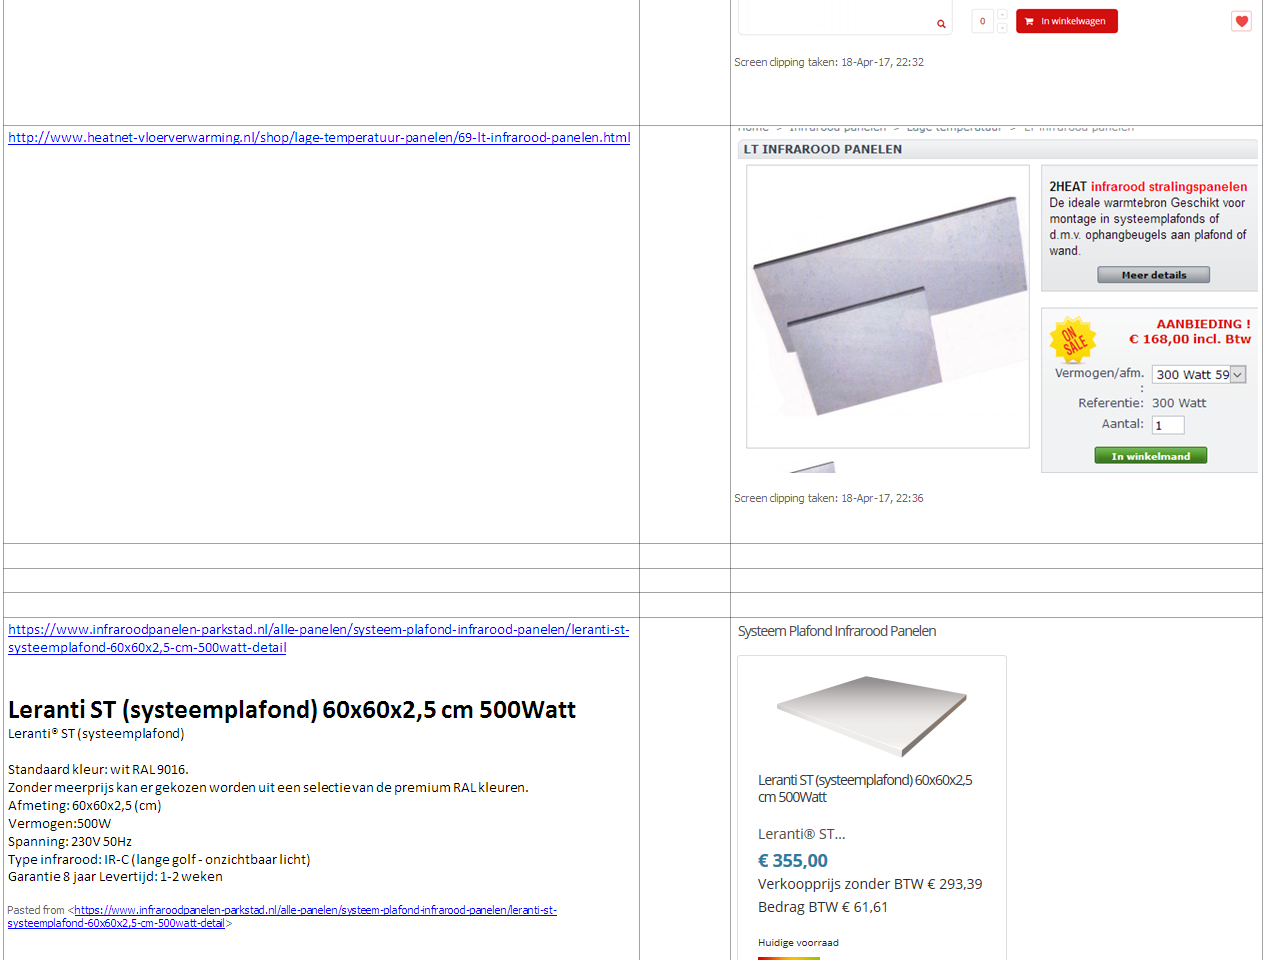 0
In winkelwagen
Screen clipping taken: 18-Apr-17, 22:32
http://www.heatnet-vloerverwarming.nl/shop/lage-temperatuur-panelen/69-lt-infrarood-panelen.html
Home > Infrarood panelen > Lage temperatuur > LT infrarood panelen
LT INFRAROOD PANELEN
2HEAT infrarood stralingspanelen
De ideale warmtebron Geschikt voor
montage in systeemplafonds of
d.m.v. ophangbeugels aan plafond of
wand.
Meer details
ON SALE
AANBIEDING !
€ 168,00 incl. Btw
Vermogen/afm.
:
300 Watt 59
Referentie: 300 Watt
Aantal: 1
In winkelmand
Screen clipping taken: 18-Apr-17, 22:36
https://www.infraroodpanelen-parkstad.nl/alle-panelen/systeem-plafond-infrarood-panelen/leranti-st-
systeemplafond-60x60x2,5-cm-500watt-detail
Leranti ST (systeemplafond) 60x60x2,5 cm 500Watt
Leranti® ST (systeemplafond)
Standaard kleur: wit RAL 9016.
Zonder meerprijs kan er gekozen worden uit een selectie van de premium RAL kleuren.
Afmeting: 60x60x2,5 (cm)
Vermogen:500W
Spanning: 230V 50Hz
Type infrarood: IR-C (lange golf - onzichtbaar licht)
Garantie 8 jaar Levertijd: 1-2 weken
Pasted from <https://www.infraroodpanelen-parkstad.nl/alle-panelen/systeem-plafond-infrarood-panelen/leranti-st-
systeemplafond-60x60x2,5-cm-500watt-detail>
Systeem Plafond Infrarood Panelen
Leranti ST (systeemplafond) 60x60x2,5
cm 500Watt
Leranti® ST...
€ 355,00
Verkoopprijs zonder BTW € 293,39
Bedrag BTW € 61,61
Huidige voorraad